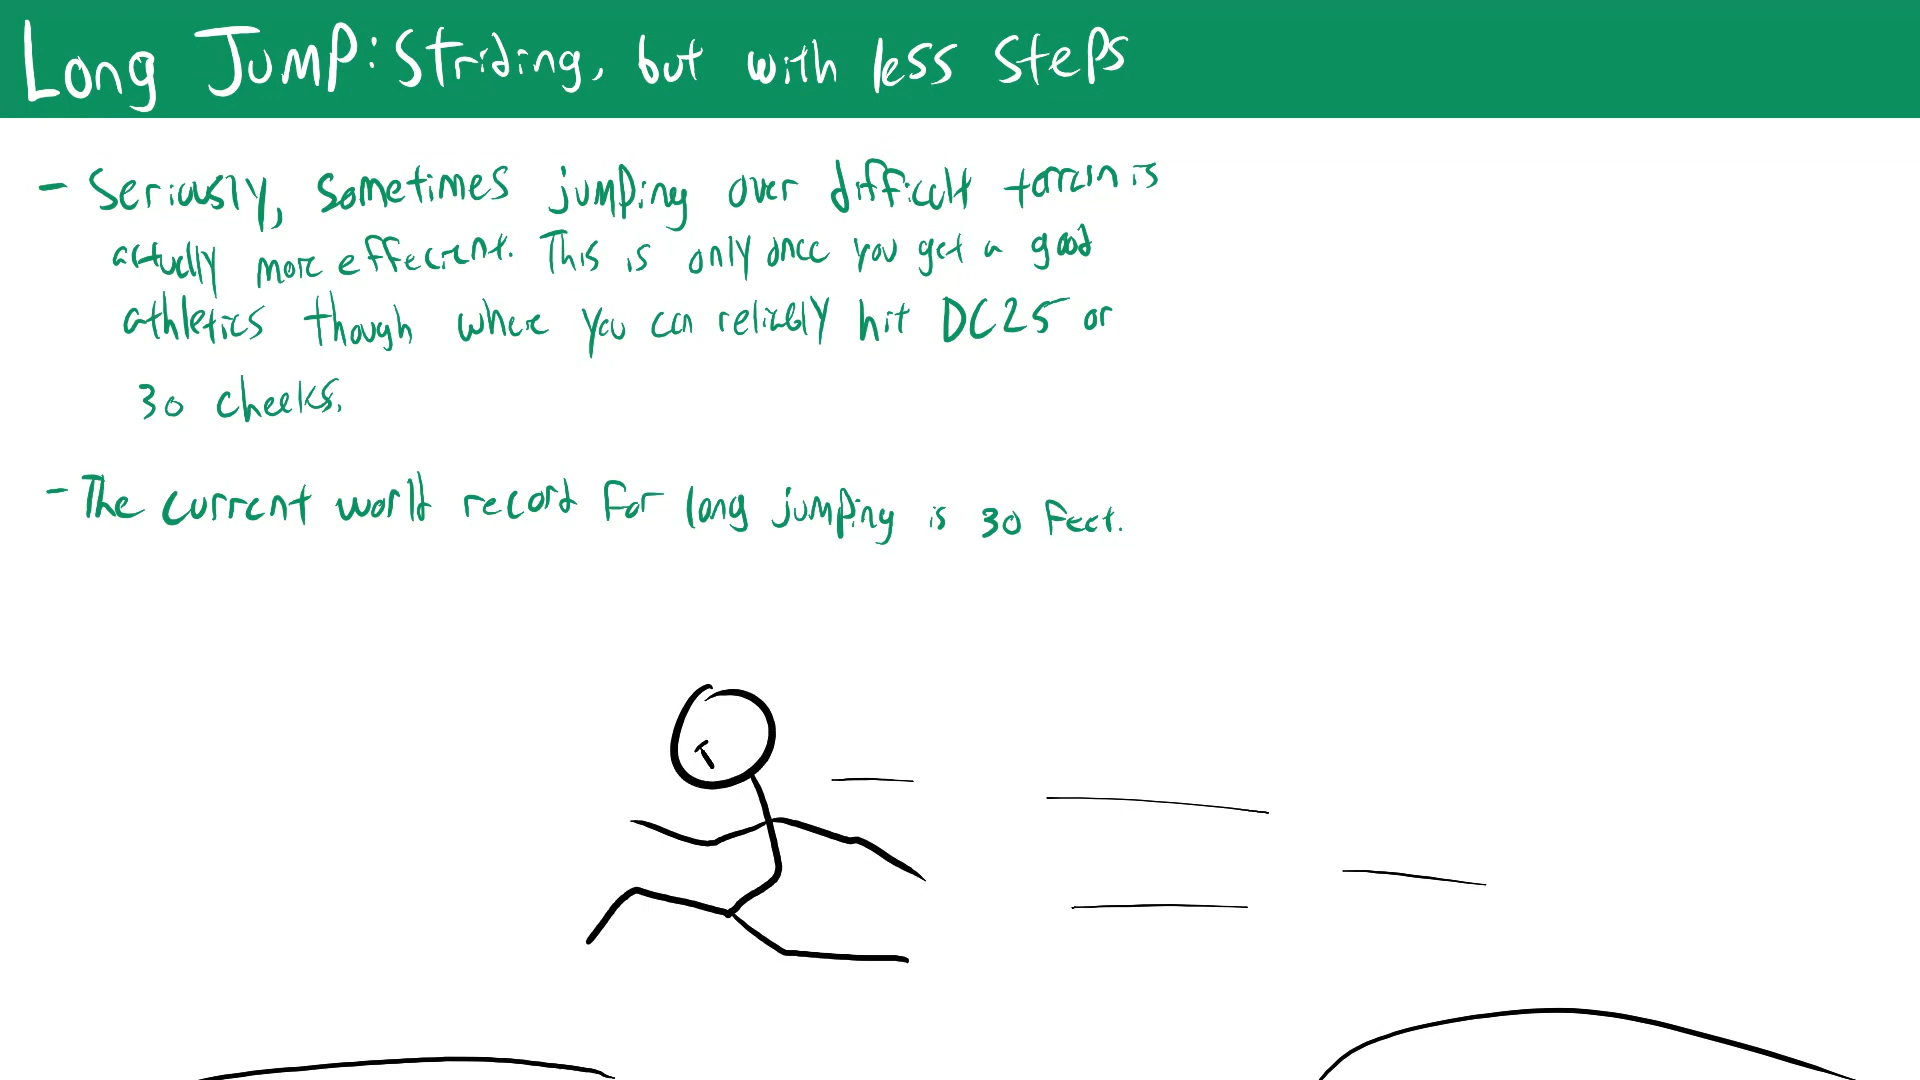 Long Jump: Striding, but with less steps
- Seriously, sometimes jumping over difficult terrain is
actually more effecient. This is only once you get a good
athletics though where you can reliably hit DC25 or
30 checks.
- The current world record for long jumping is 30 feet.